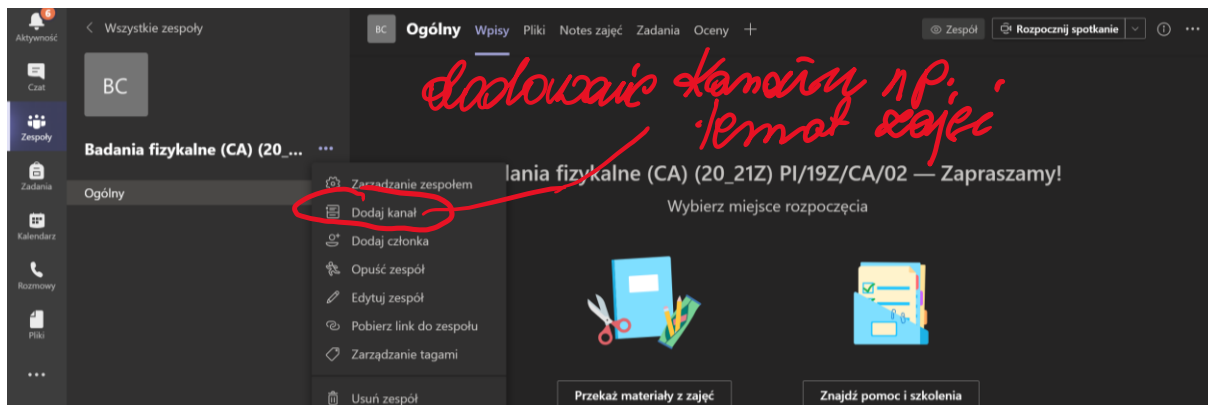 6
Aktywność
Czat
Zespoły
Zadania
Kalendarz
Rozmowy
Pliki
Wszystkie zespoły
BC
Badania fizykalne (CA) (20_... ...
Ogólny
Zarządzanie zespołem
Dodaj kanał
Dodaj członka
Opuść zespół
Edytuj zespół
Pobierz link do zespołu
Zarządzanie tagami
Usuń zespół
BC Ogólny Wpisy Pliki Notes zajęć Zadania Oceny +
Zespół Rozpocznij spotkanie
dodowanie Kanału np.
temat zajęć
dania fizykalne (CA) (20_21Z) PI/19Z/CA/02 — Zapraszamy!
Wybierz miejsce rozpoczęcia
Przekaż materiały z zajęć
Znajdź pomoc i szkolenia